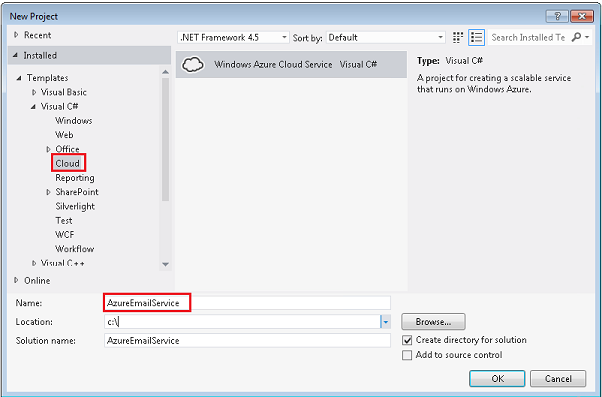 New Project
Recent
.NET Framework 4.5 Sort by: Default Search Installed Te
Installed
Templates
Visual Basic
Visual C#
Windows
Web
Office
Cloud
Reporting
SharePoint
Silverlight
Test
WCF
Workflow
Visual C++
Online
Windows Azure Cloud Service Visual C#
Type: Visual C#
A project for creating a scalable service
that runs on Windows Azure.
Name: AzureEmailService
Location: c:\ Browse...
Solution name: AzureEmailService
Create directory for solution
Add to source control
OK Cancel